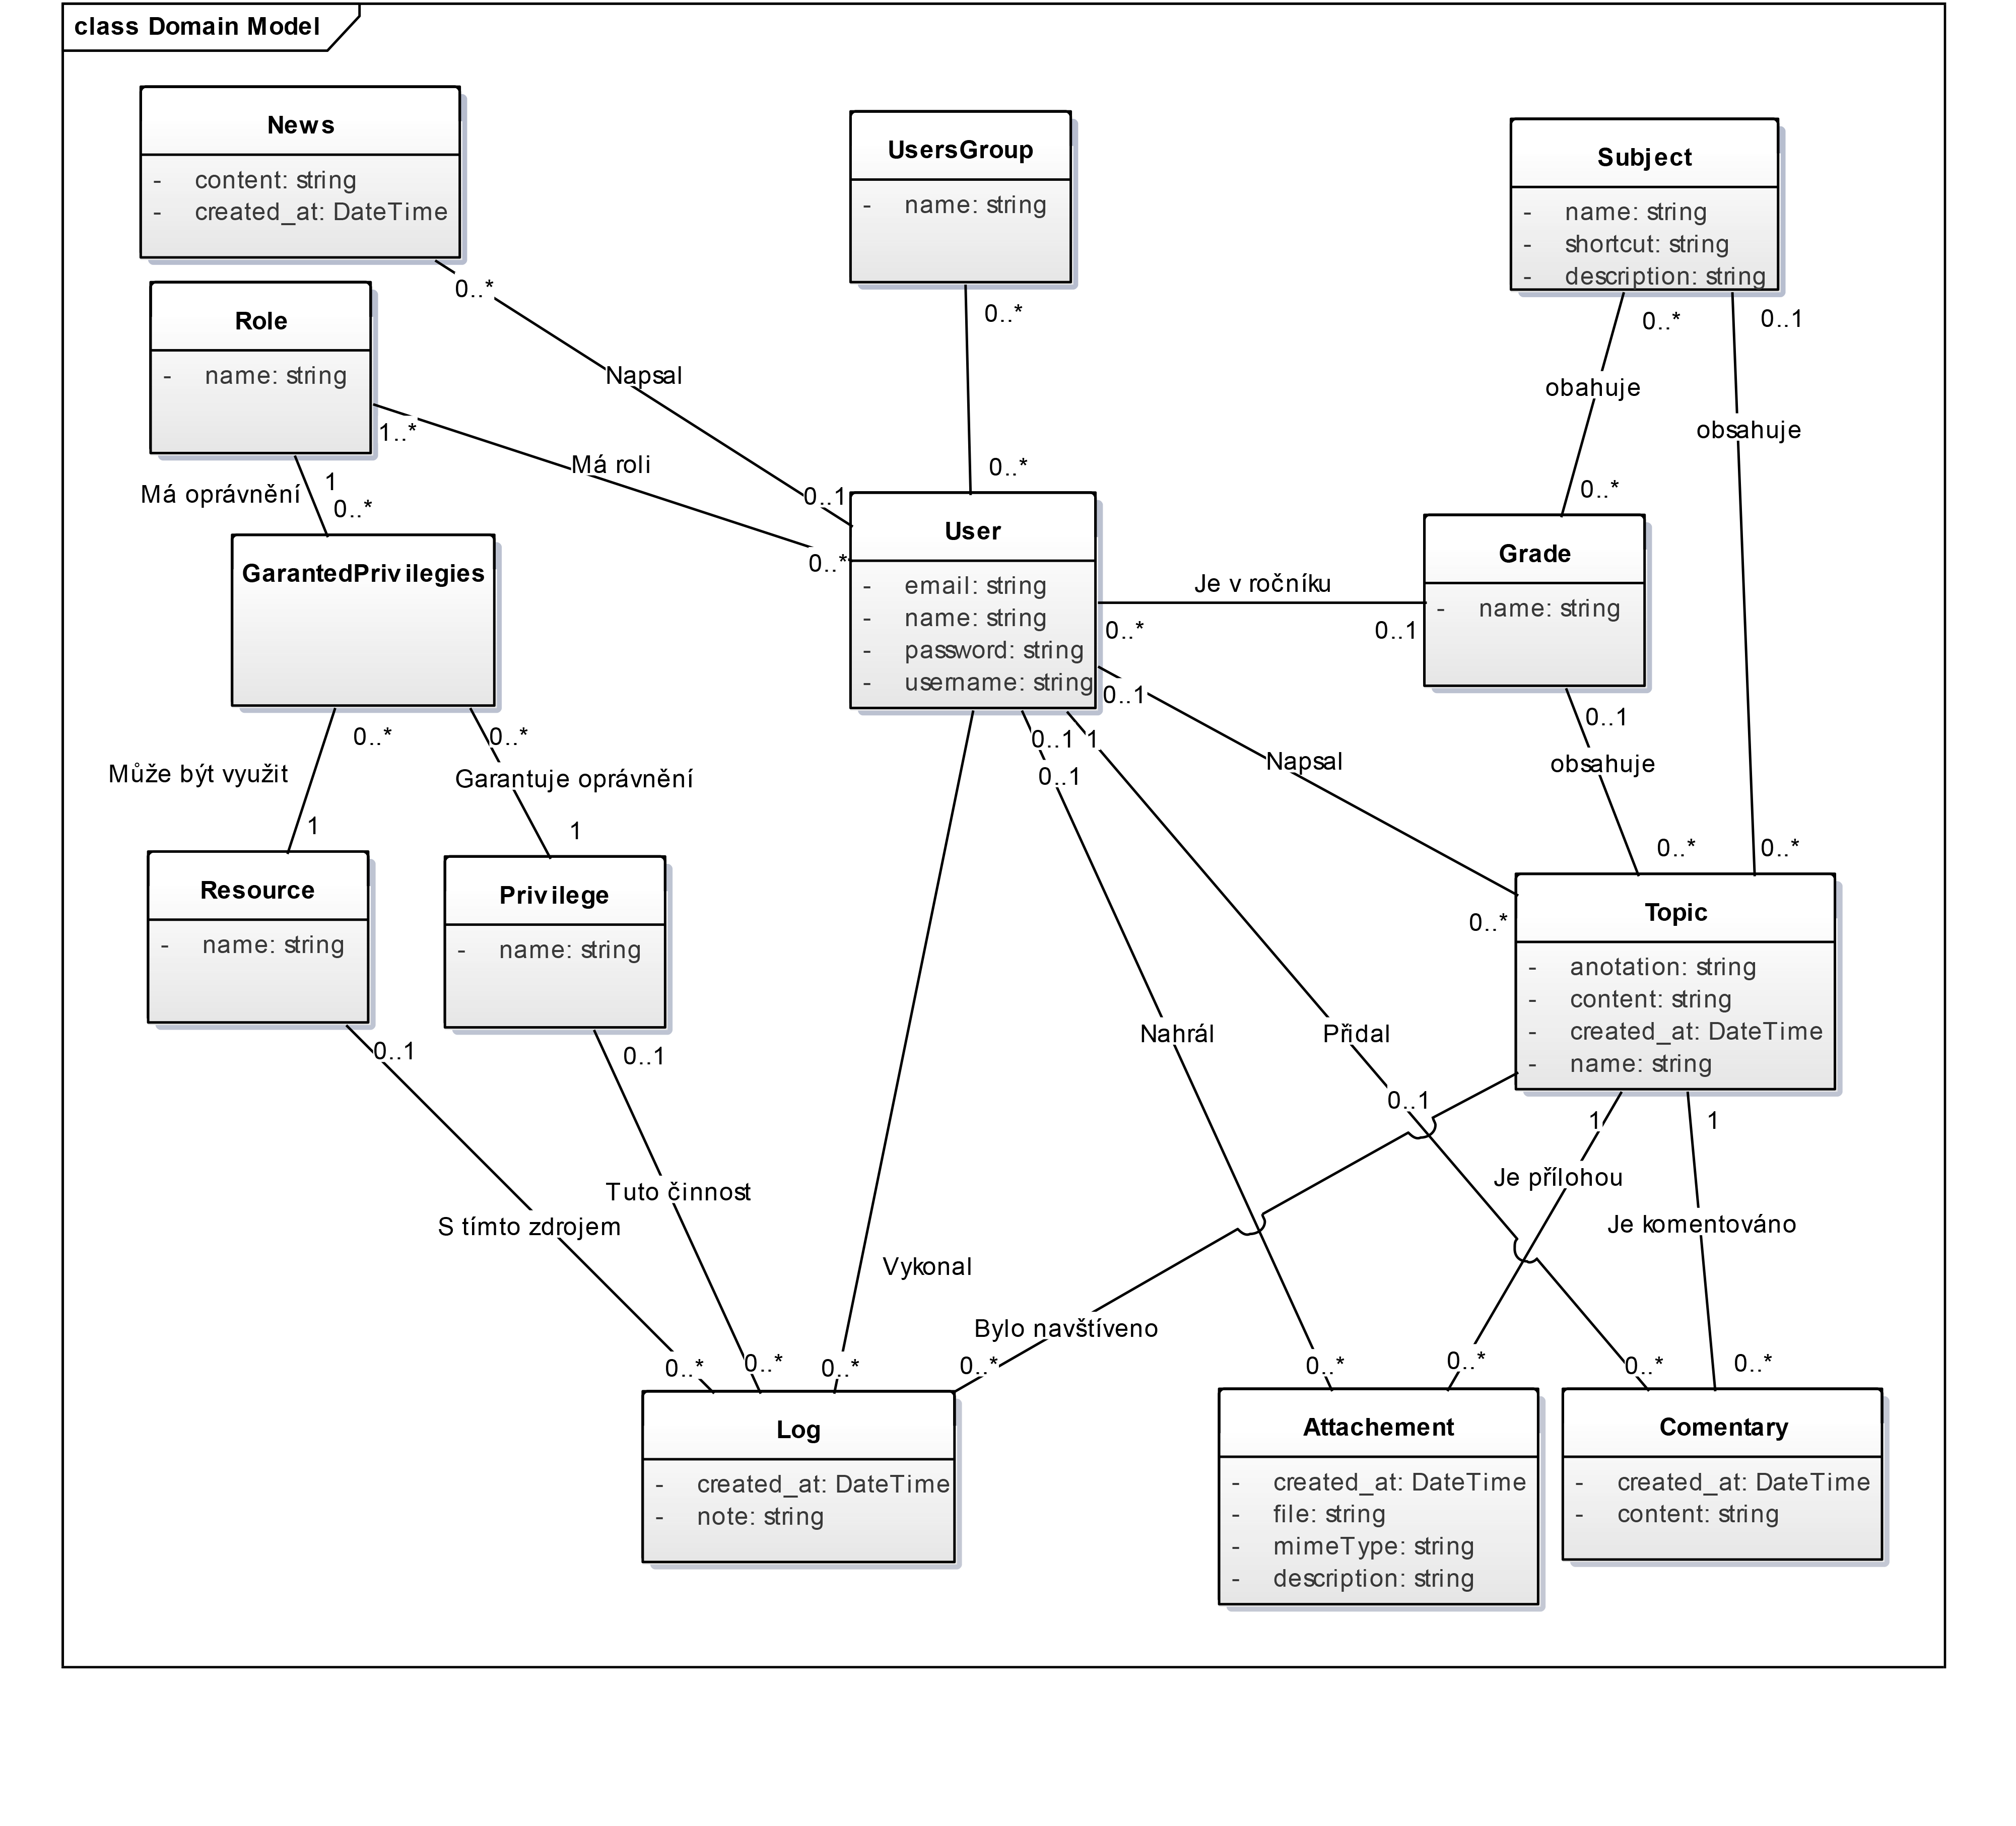 class Domain Model
News
- content: string
- created_at: DateTime
0..*
UsersGroup
- name: string
0..*
Subject
- name: string
- shortcut: string
- description: string
0..*
0..1
Role
- name: string
1..*
Napsal
Má roli
obahuje
obsahuje
Má oprávnění
1
0..*
0..1
0..*
0..*
0..*
GarantedPrivilegies
User
- email: string
- name: string
- password: string
- username: string
Je v ročníku
0..*
0..1
Grade
- name: string
0..1
0..1
Napsal
obsahuje
0..*
0..*
0..*
0..*
0..*
Může být využit
Garantuje oprávnění
1
1
0..1
1
0..1
Resource
- name: string
Privilege
- name: string
Topic
- anotation: string
- content: string
- created_at: DateTime
- name: string
0..1
0..1
Nahrál
Přidal
0..1
1
1
Tuto činnost
S tímto zdrojem
Vykonal
Je přílohou
Je komentováno
Bylo navštíveno
0..*
0..*
0..*
0..*
0..*
0..*
0..*
0..*
Log
- created_at: DateTime
- note: string
Attachement
- created_at: DateTime
- file: string
- mimeType: string
- description: string
Comentary
- created_at: DateTime
- content: string